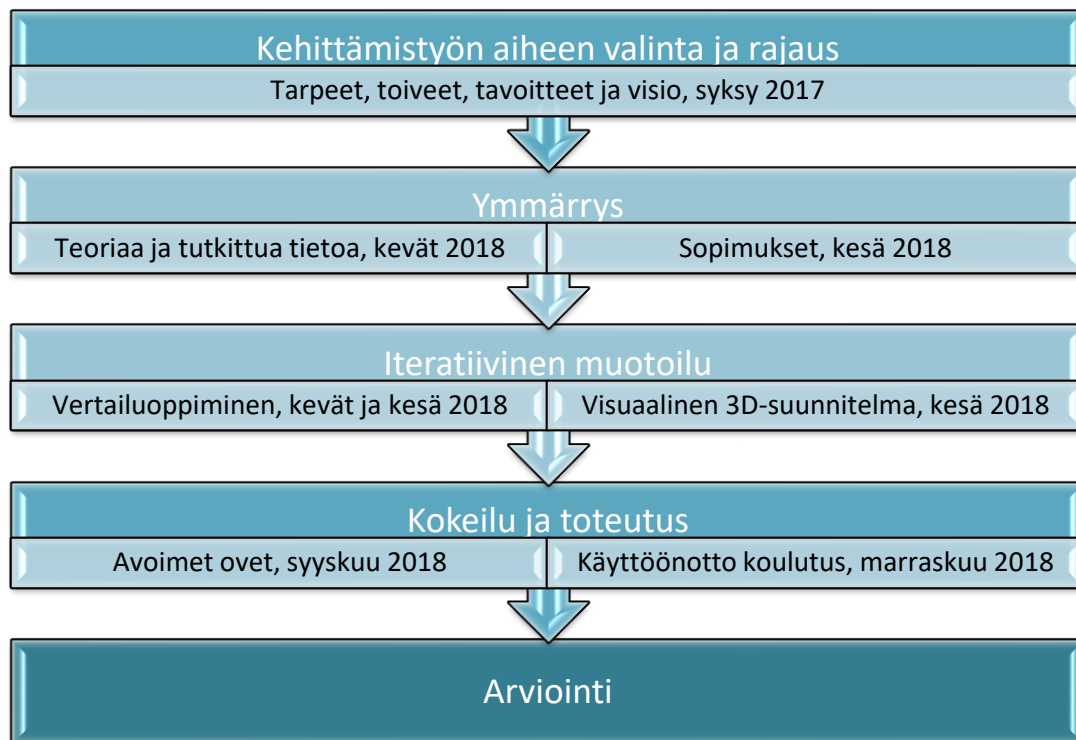 Kehittämistyön aiheen valinta ja rajaus
Tarpeet, toiveet, tavoitteet ja visio, syksy 2017
Ymmärrys
Teoriaa ja tutkittua tietoa, kevät 2018
Sopimukset, kesä 2018
Iteratiivinen muotoilu
Vertailuoppiminen, kevät ja kesä 2018
Visuaalinen 3D-suunnitelma, kesä 2018
Kokeilu ja toteutus
Avoimet ovet, syyskuu 2018
Käyttöönotto koulutus, marraskuu 2018
Arviointi